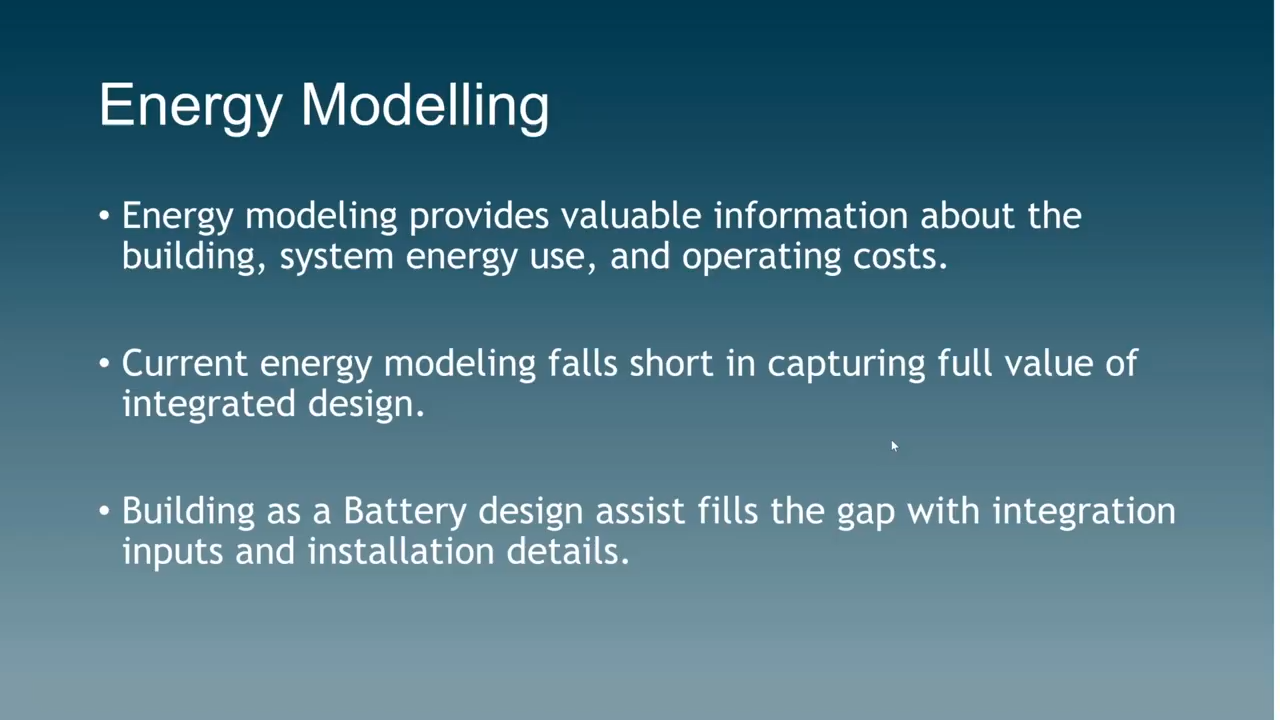 Energy Modelling
• Energy modeling provides valuable information about the
building, system energy use, and operating costs.
• Current energy modeling falls short in capturing full value of
integrated design.
• Building as a Battery design assist fills the gap with integration
inputs and installation details.